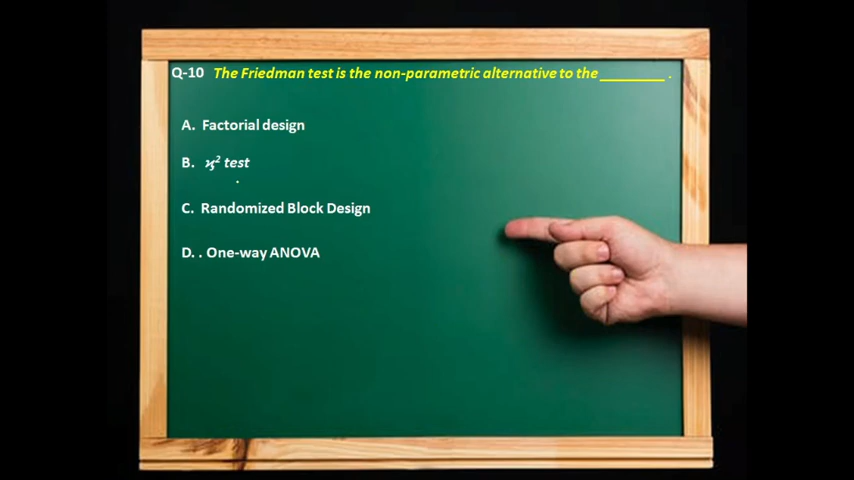 Q-10 The Friedman test is the non-parametric alternative to the ________ .
A. Factorial design
B. ϗ² test
C. Randomized Block Design
D. . One-way ANOVA